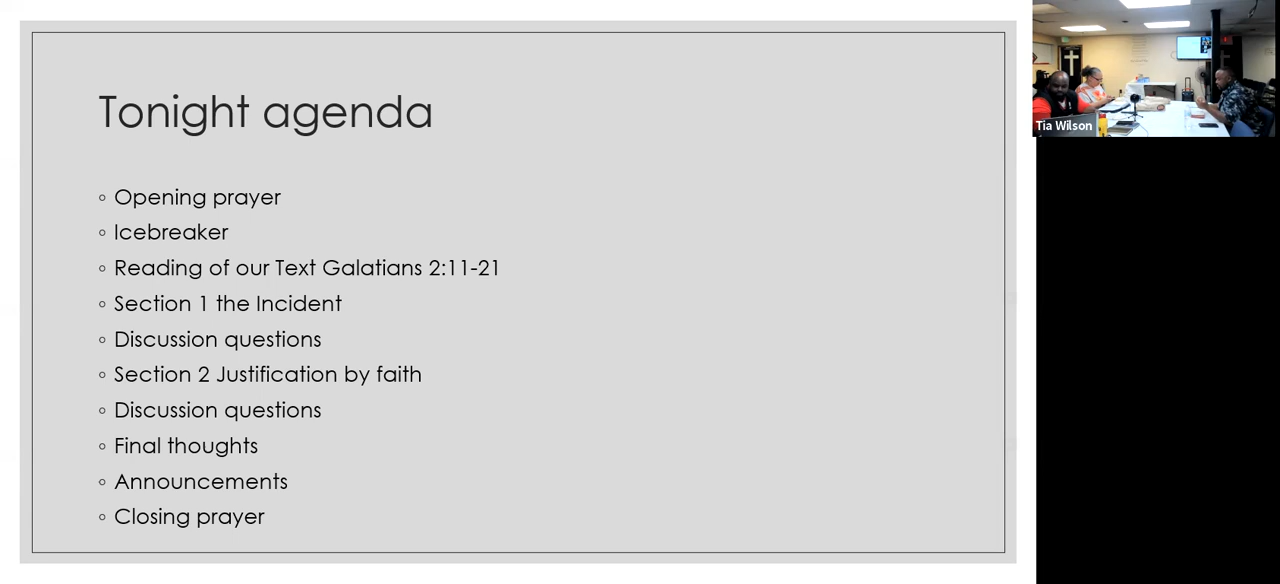 Tonight agenda
Opening prayer
Icebreaker
Reading of our Text Galatians 2:11-21
Section 1 the Incident
Discussion questions
Section 2 Justification by faith
Discussion questions
Final thoughts
Announcements
Closing prayer
Tia Wilson